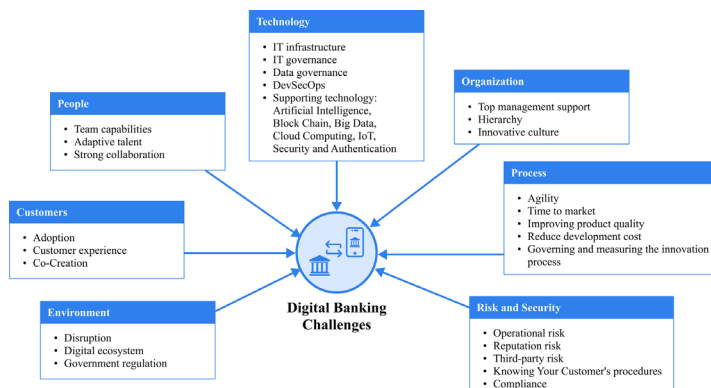 Technology
• IT infrastructure
• IT governance
• Data governance
• DevSecOps
• Supporting technology:
Artificial Intelligence,
Block Chain, Big Data,
Cloud Computing, IoT,
Security and Authentication
People
• Team capabilities
• Adaptive talent
• Strong collaboration
Organization
• Top management support
• Hierarchy
• Innovative culture
Customers
• Adoption
• Customer experience
• Co-Creation
Process
• Agility
• Time to market
• Improving product quality
• Reduce development cost
• Governing and measuring the innovation
process
Environment
• Disruption
• Digital ecosystem
• Government regulation
Digital Banking
Challenges
Risk and Security
• Operational risk
• Reputation risk
• Third-party risk
• Knowing Your Customer's procedures
• Compliance